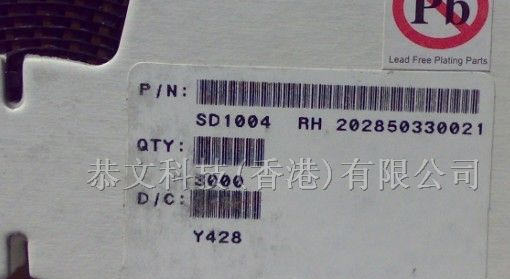 Pb
Lead Free Plating Parts
P/N:
SD1004 RH 202850330021
QTY:
3000
恭文科技(香港)有限公司
D/C:
Y428